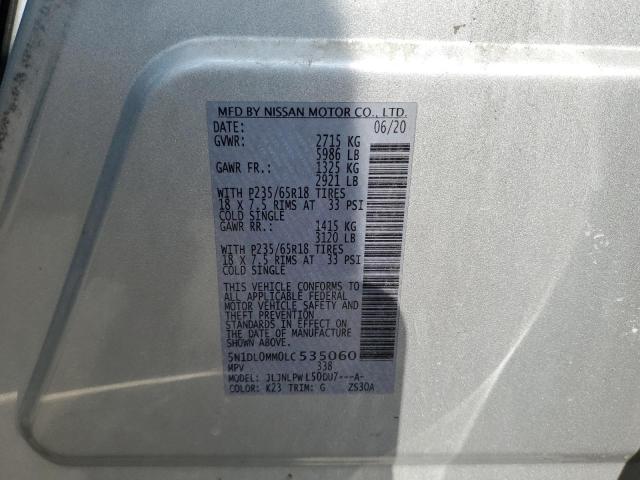 MFD BY NISSAN MOTOR CO., LTD.
DATE: 06/20
GVWR: 2715 KG
5986 LB
GAWR FR.: 1325 KG
2921 LB
WITH P235/65R18 TIRES
18 X 7.5 RIMS AT 33 PSI
COLD SINGLE
GAWR RR.: 1415 KG
3120 LB
WITH P235/65R18 TIRES
18 X 7.5 RIMS AT 33 PSI
COLD SINGLE
THIS VEHICLE CONFORMS TO
ALL APPLICABLE FEDERAL
MOTOR VEHICLE SAFETY AND
THEFT PREVENTION
STANDARDS IN EFFECT ON
THE DATE OF MANUFACTURE
SHOWN ABOVE.
5N1DL0MM0LC535060
MPV 338
MODEL: JLJNLPWL50DU7---A-
COLOR: K23 TRIM: G ZS30A